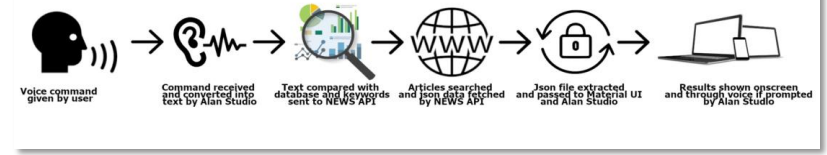 WWW
Voice command
given by user
Command received
and converted into
text by Alan Studio
Text compared with
database and keywords
sent to NEWS API
Articles searched
and json data fetched
by NEWS API
Json file extracted
and passed to Material UI
and Alan Studio
Results shown onscreen
and through voice if prompted
by Alan Studio